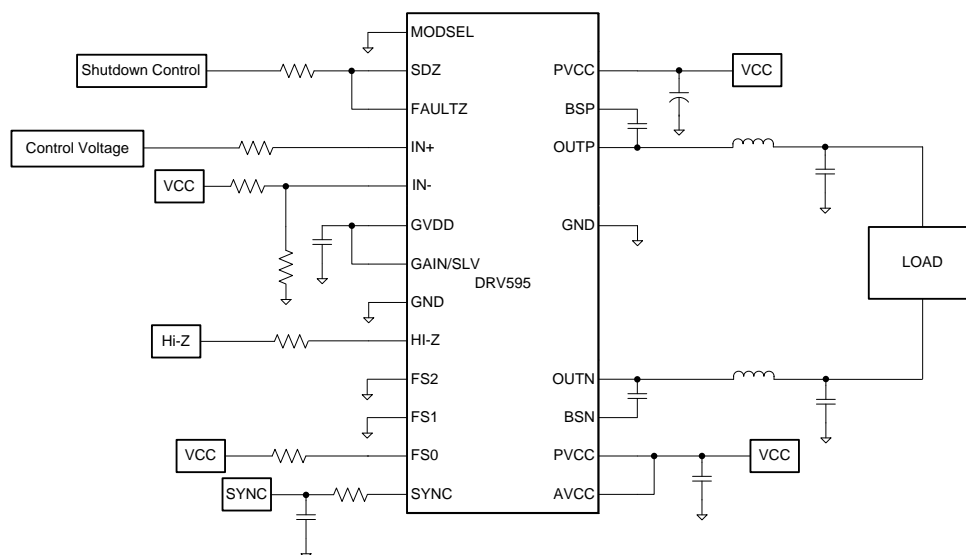 MODSEL
Shutdown Control
SDZ
FAULTZ
Control Voltage
IN+
VCC
IN-
GVDD
GAIN/SLV
DRV595
GND
Hi-Z
HI-Z
FS2
FS1
VCC
FS0
SYNC
SYNC
PVCC
VCC
BSP
OUTP
GND
LOAD
OUTN
BSN
PVCC
VCC
AVCC